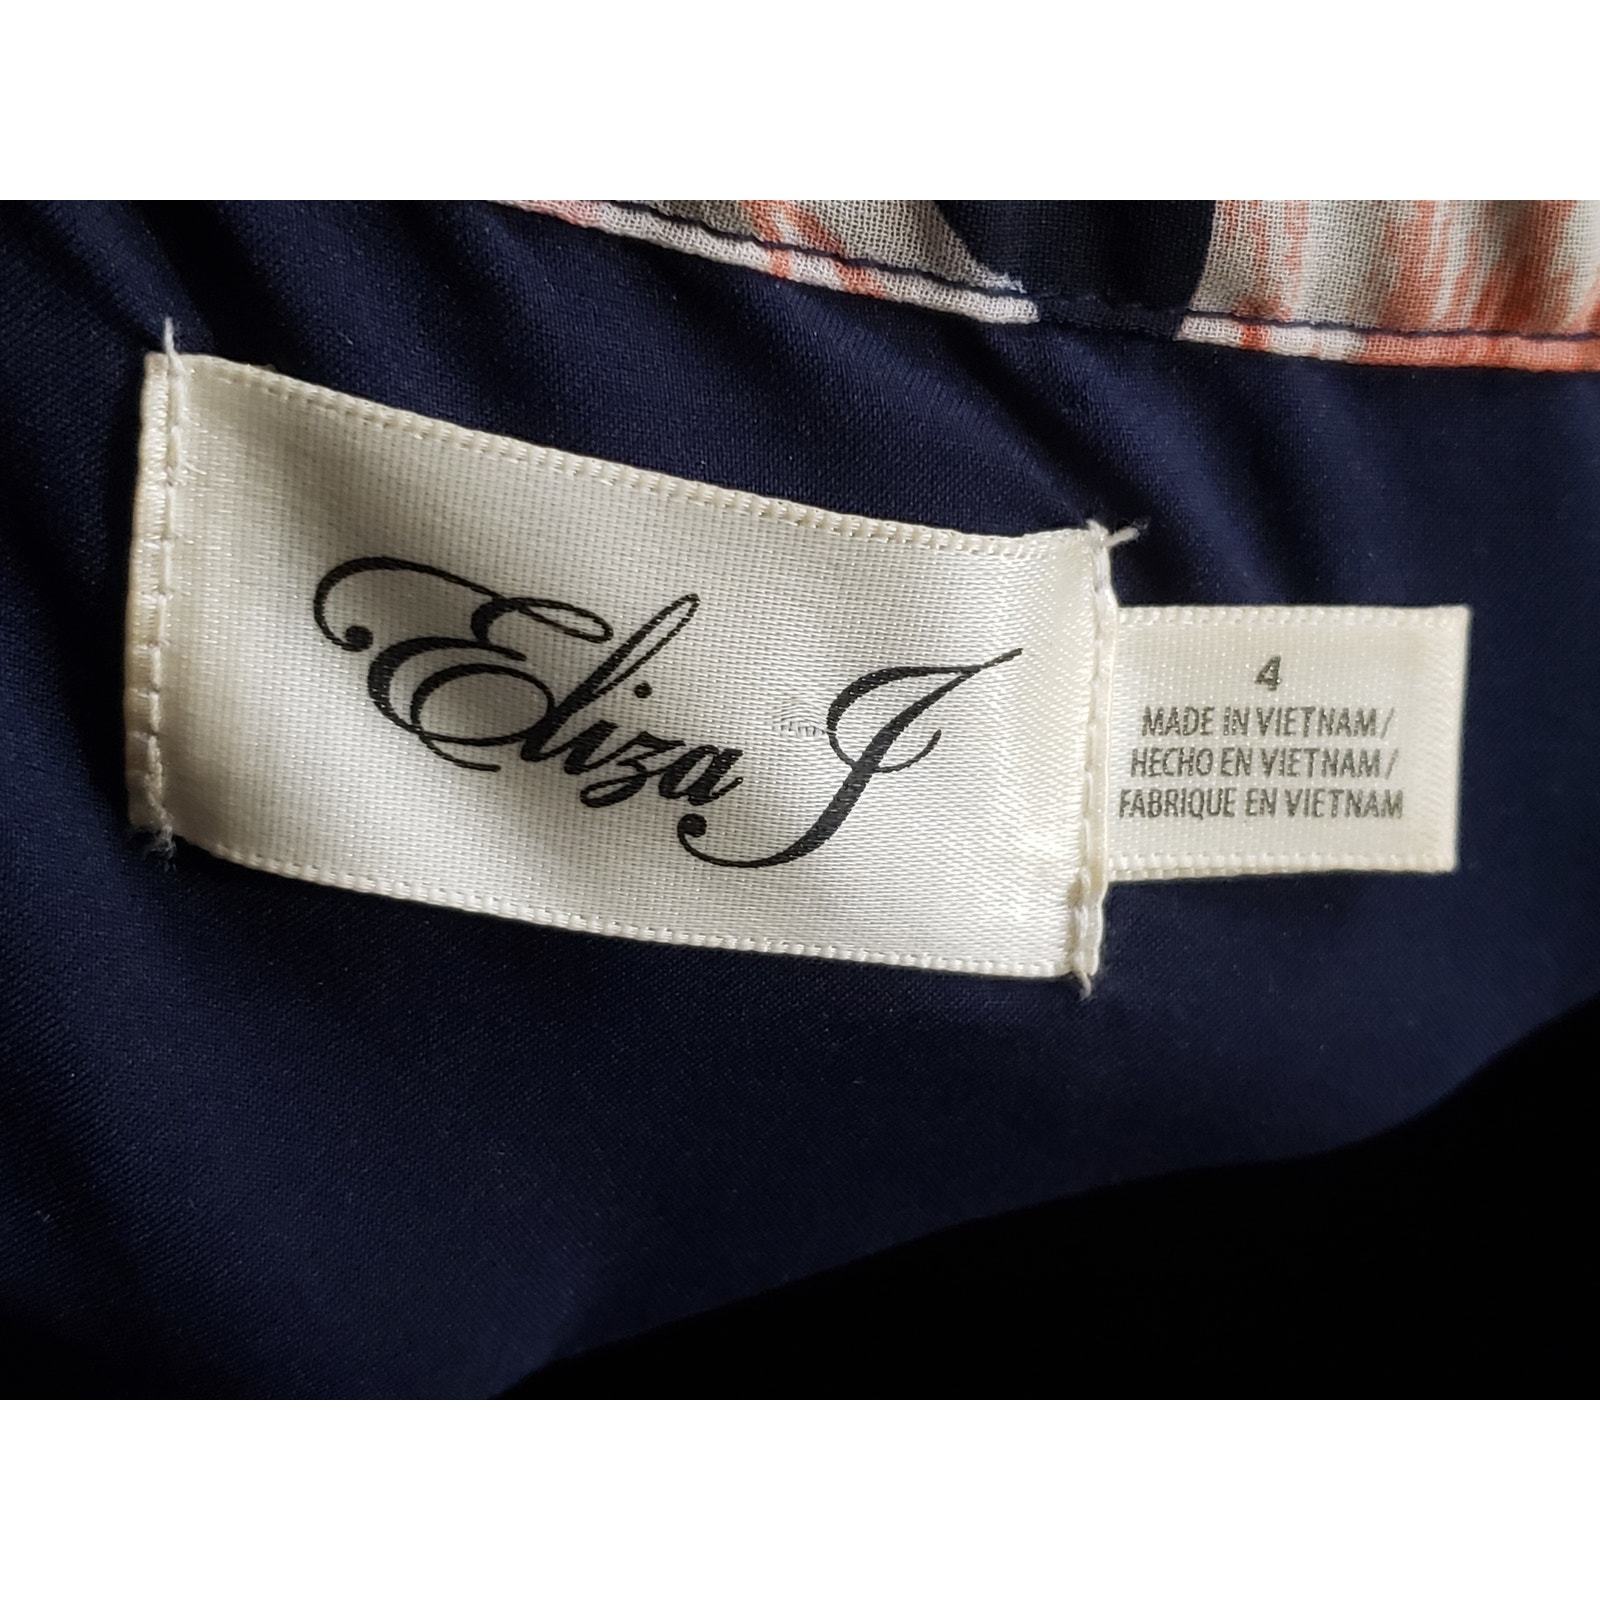 Eliza J
4
MADE IN VIETNAM/
HECHO EN VIETNAM/
FABRIQUE EN VIETNAM